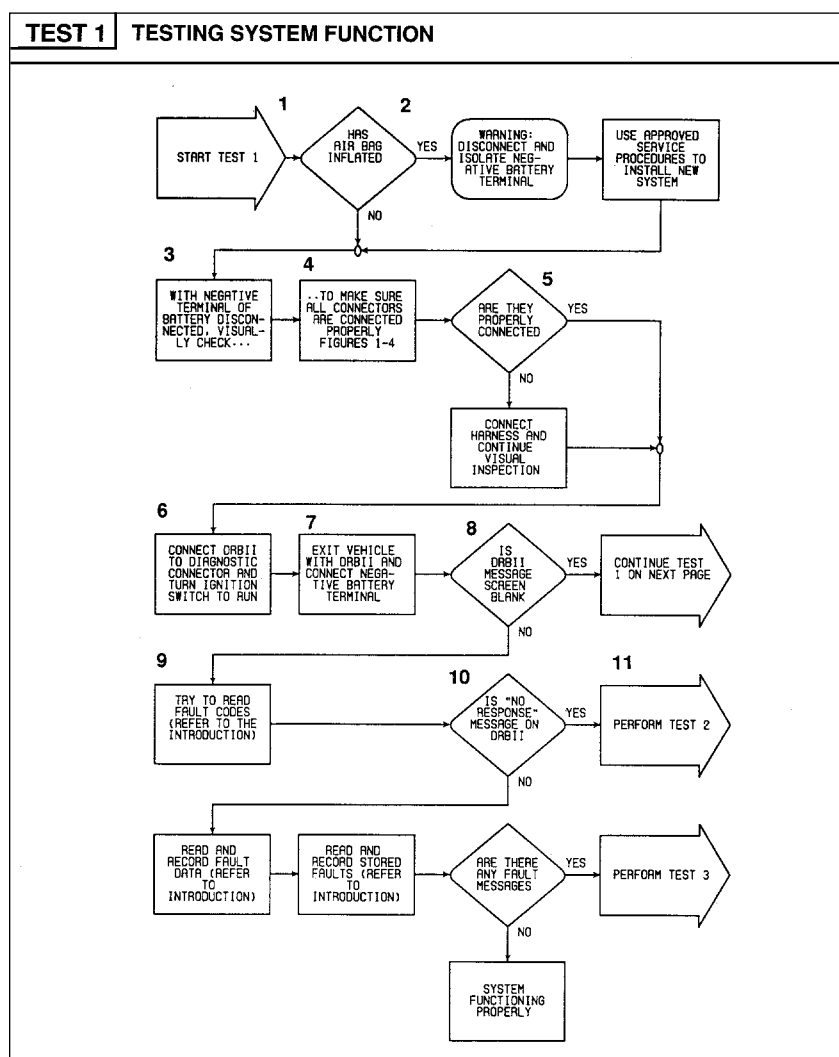 TEST 1 TESTING SYSTEM FUNCTION
1
2
START TEST 1
HAS
AIR BAG
INFLATED
YES
NO
WARNING:
DISCONNECT AND
ISOLATE NEG-
ATIVE BATTERY
TERMINAL
USE APPROVED
SERVICE
PROCEDURES TO
INSTALL NEW
SYSTEM
3
4
5
WITH NEGATIVE
TERMINAL OF
BATTERY DISCON-
NECTED, VISUAL-
LY CHECK...
..TO MAKE SURE
ALL CONNECTORS
ARE CONNECTED
PROPERLY
FIGURES 1-4
ARE THEY
PROPERLY
CONNECTED
YES
NO
CONNECT
HARNESS AND
CONTINUE
VISUAL
INSPECTION
6
7
8
CONNECT DRBII
TO DIAGNOSTIC
CONNECTOR AND
TURN IGNITION
SWITCH TO RUN
EXIT VEHICLE
WITH DRBII AND
CONNECT NEGA-
TIVE BATTERY
TERMINAL
IS
DRBII
MESSAGE
SCREEN
BLANK
YES
NO
CONTINUE TEST
1 ON NEXT PAGE
9
10
11
TRY TO READ
FAULT CODES
(REFER TO THE
INTRODUCTION)
IS "NO
RESPONSE"
MESSAGE ON
DRBII
YES
NO
PERFORM TEST 2
READ AND
RECORD FAULT
DATA (REFER
TO
INTRODUCTION)
READ AND
RECORD STORED
FAULTS (REFER
TO
INTRODUCTION)
ARE THERE
ANY FAULT
MESSAGES
YES
NO
PERFORM TEST 3
SYSTEM
FUNCTIONING
PROPERLY